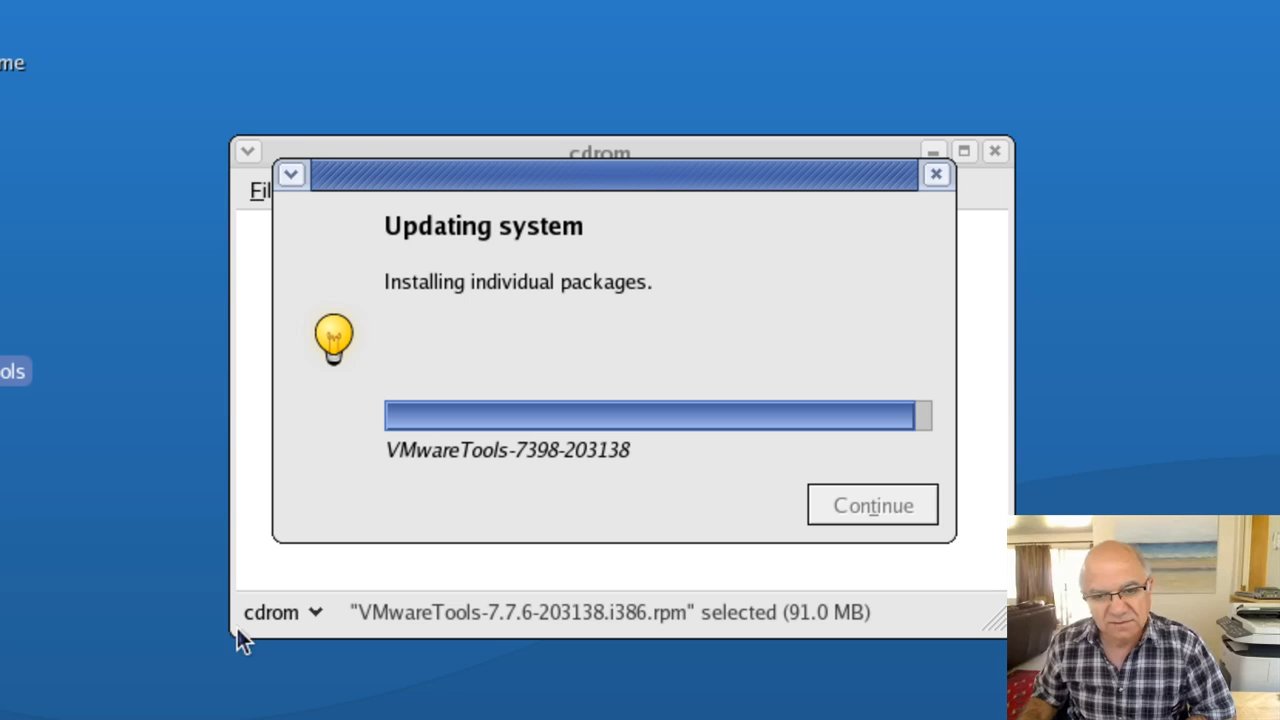 me
cdrom
Fil
Updating system
Installing individual packages.
ols
VMwareTools-7398-203138
Continue
cdrom "VMwareTools-7.7.6-203138.i386.rpm" selected (91.0 MB)